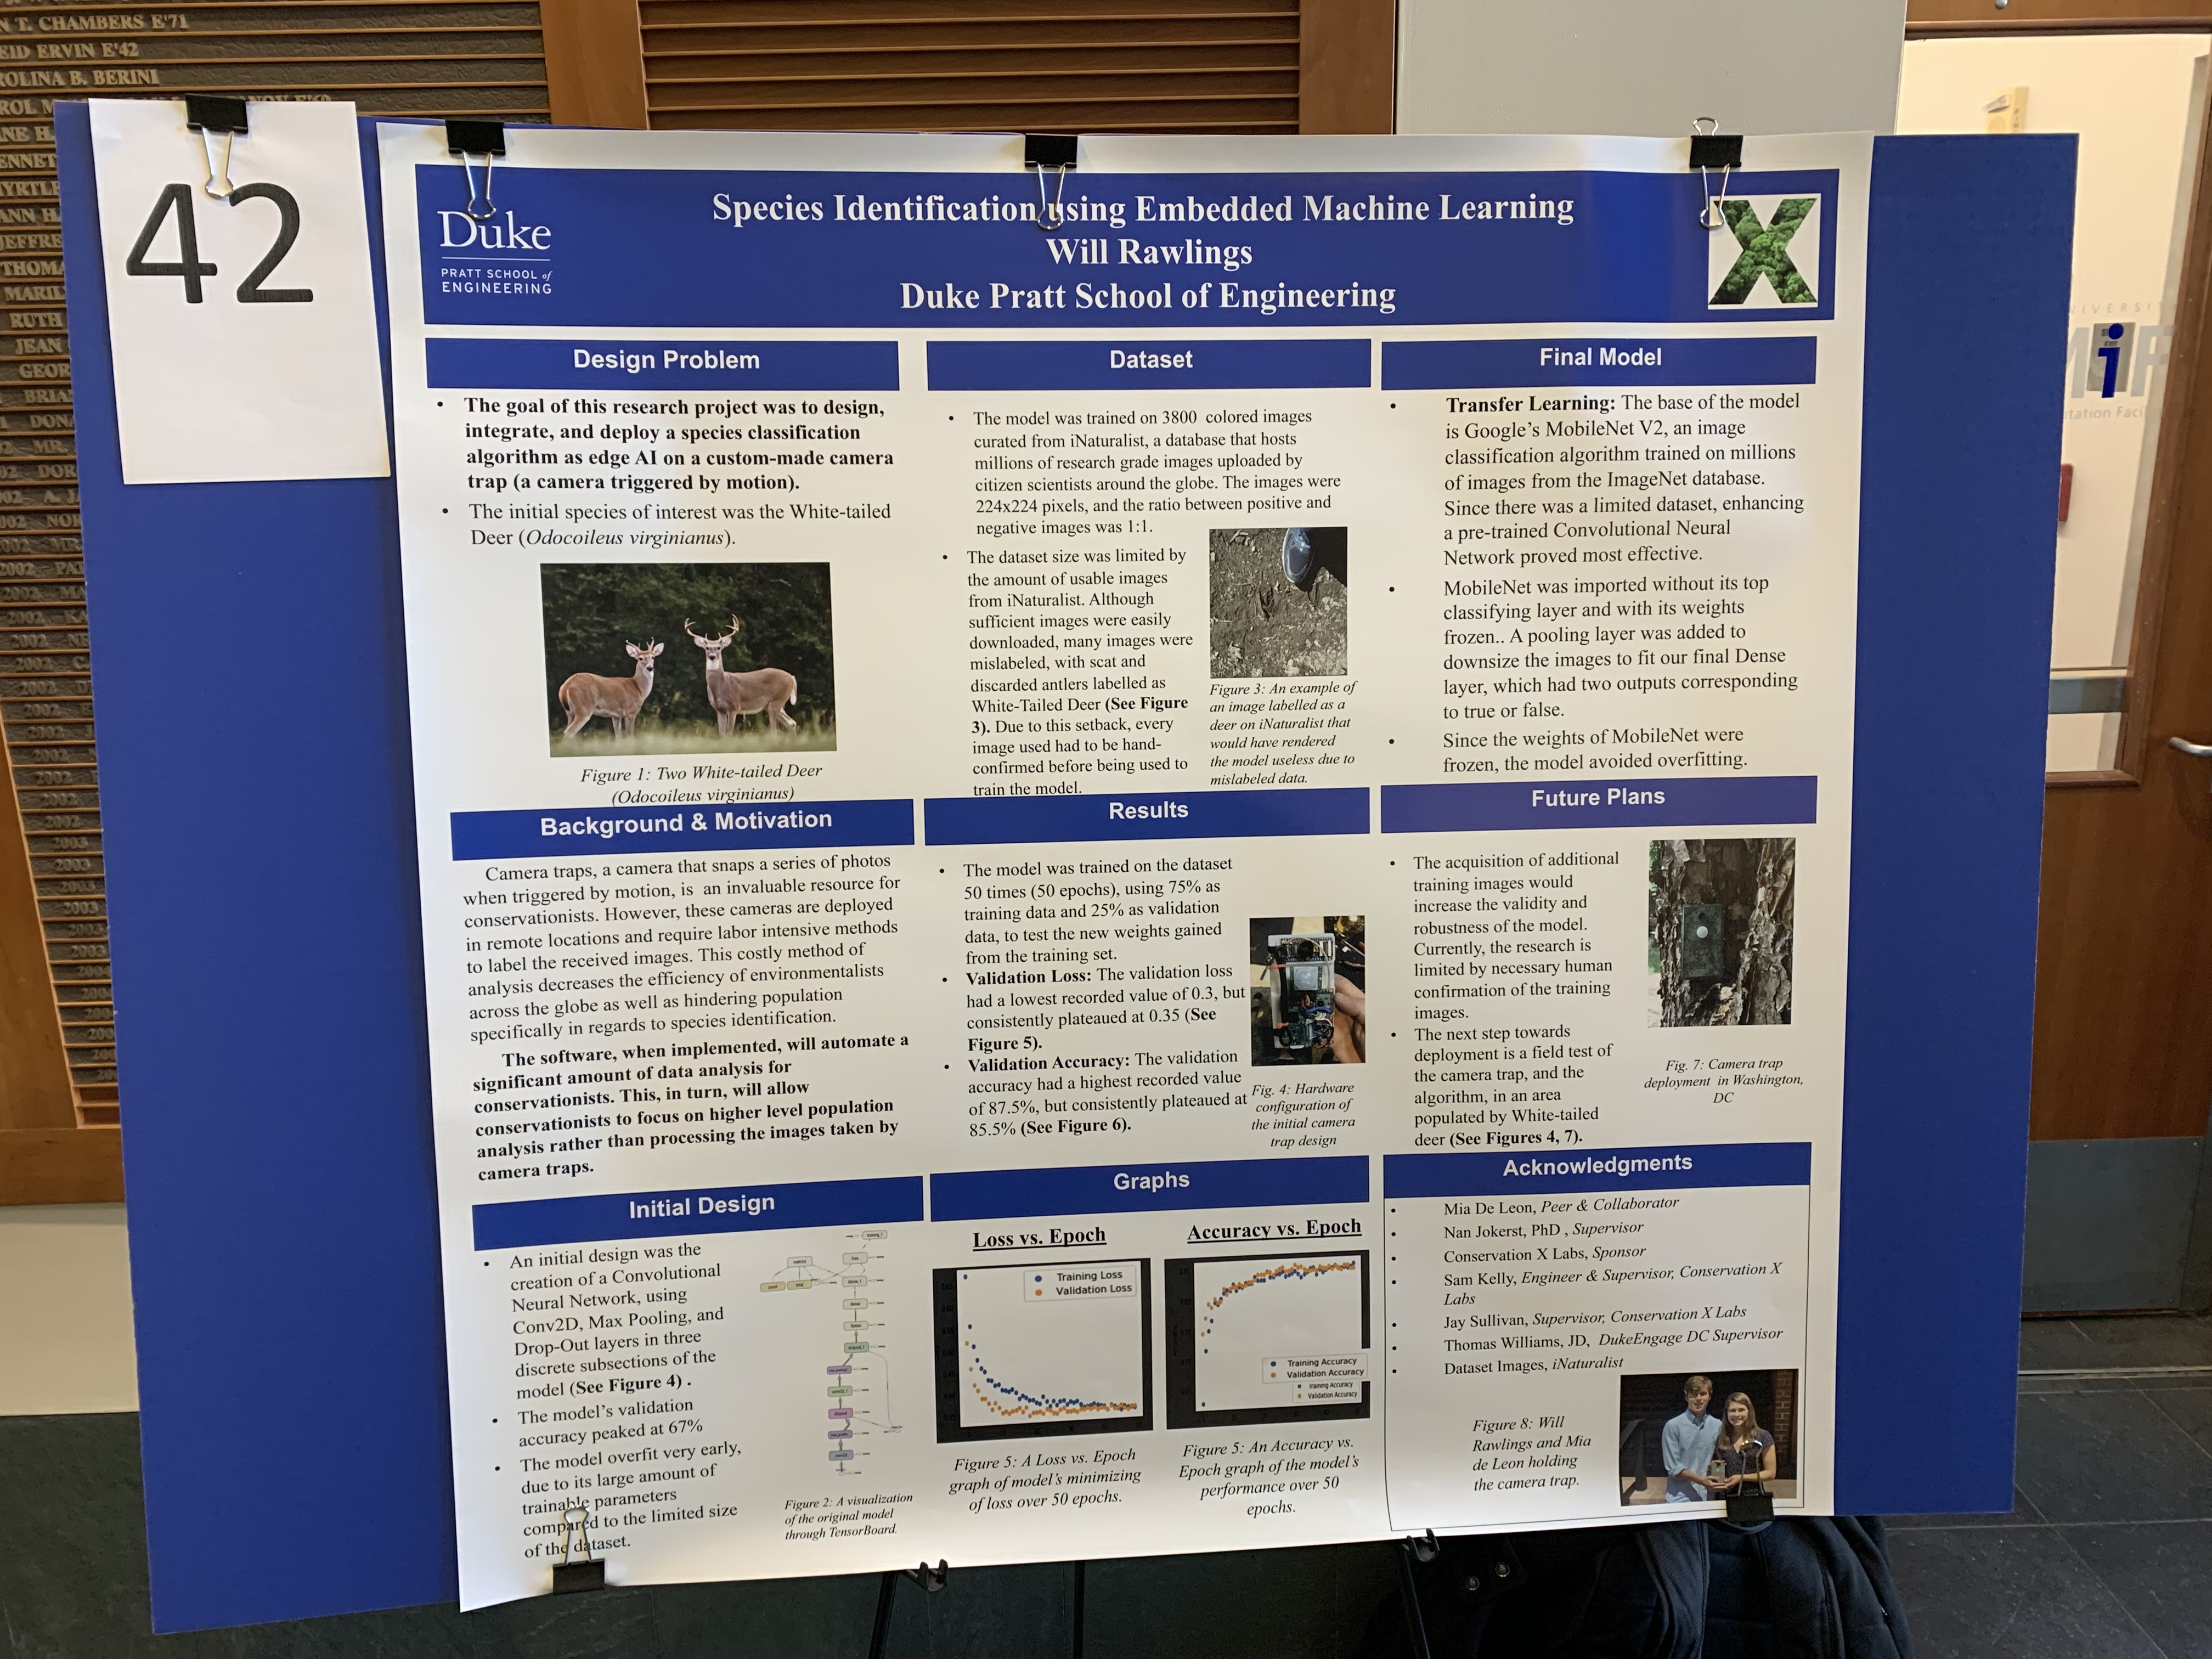 N T. CHAMBERS E'71
EID ERVIN E'42
ROLINA B. BERINI
42
Duke
PRATT SCHOOL of
ENGINEERING
Species Identification using Embedded Machine Learning
Will Rawlings
Duke Pratt School of Engineering
X
Design Problem
• The goal of this research project was to design,
integrate, and deploy a species classification
algorithm as edge AI on a custom-made camera
trap (a camera triggered by motion).
• The initial species of interest was the White-tailed
Deer (Odocoileus virginianus).
Figure 1: Two White-tailed Deer
(Odocoileus virginianus)
Background & Motivation
Camera traps, a camera that snaps a series of photos
when triggered by motion, is an invaluable resource for
conservationists. However, these cameras are deployed
in remote locations and require labor intensive methods
to label the received images. This costly method of
analysis decreases the efficiency of environmentalists
across the globe as well as hindering population
specifically in regards to species identification.
The software, when implemented, will automate a
significant amount of data analysis for
conservationists. This, in turn, will allow
conservationists to focus on higher level population
analysis rather than processing the images taken by
camera traps.
Initial Design
• An initial design was the
creation of a Convolutional
Neural Network, using
Conv2D, Max Pooling, and
Drop-Out layers in three
discrete subsections of the
model (See Figure 4) .
• The model's validation
accuracy peaked at 67%
• The model overfit very early,
due to its large amount of
trainable parameters
compared to the limited size
of the dataset.
Figure 2: A visualization
of the original model
through TensorBoard.
Dataset
• The model was trained on 3800 colored images
curated from iNaturalist, a database that hosts
millions of research grade images uploaded by
citizen scientists around the globe. The images were
224x224 pixels, and the ratio between positive and
negative images was 1:1.
• The dataset size was limited by
the amount of usable images
from iNaturalist. Although
sufficient images were easily
downloaded, many images were
mislabeled, with scat and
discarded antlers labelled as
White-Tailed Deer (See Figure
3). Due to this setback, every
image used had to be hand-
confirmed before being used to
train the model.
Figure 3: An example of
an image labelled as a
deer on iNaturalist that
would have rendered
the model useless due to
mislabeled data.
Results
• The model was trained on the dataset
50 times (50 epochs), using 75% as
training data and 25% as validation
data, to test the new weights gained
from the training set.
• Validation Loss: The validation loss
had a lowest recorded value of 0.3, but
consistently plateaued at 0.35 (See
Figure 5).
• Validation Accuracy: The validation
accuracy had a highest recorded value
of 87.5%, but consistently plateaued at
85.5% (See Figure 6).
Fig. 4: Hardware
configuration of
the initial camera
trap design
Graphs
Loss vs. Epoch
Training Loss
Validation Loss
Figure 5: A Loss vs. Epoch
graph of model's minimizing
of loss over 50 epochs.
Accuracy vs. Epoch
Training Accuracy
Validation Accuracy
Training Accuracy
Validation Accuracy
Figure 5: An Accuracy vs.
Epoch graph of the model's
performance over 50
epochs.
Final Model
• Transfer Learning: The base of the model
is Google's MobileNet V2, an image
classification algorithm trained on millions
of images from the ImageNet database.
Since there was a limited dataset, enhancing
a pre-trained Convolutional Neural
Network proved most effective.
• MobileNet was imported without its top
classifying layer and with its weights
frozen.. A pooling layer was added to
downsize the images to fit our final Dense
layer, which had two outputs corresponding
to true or false.
• Since the weights of MobileNet were
frozen, the model avoided overfitting.
Future Plans
• The acquisition of additional
training images would
increase the validity and
robustness of the model.
Currently, the research is
limited by necessary human
confirmation of the training
images.
• The next step towards
deployment is a field test of
the camera trap, and the
algorithm, in an area
populated by White-tailed
deer (See Figures 4, 7).
Fig. 7: Camera trap
deployment in Washington,
DC
Acknowledgments
• Mia De Leon, Peer & Collaborator
• Nan Jokerst, PhD , Supervisor
• Conservation X Labs, Sponsor
• Sam Kelly, Engineer & Supervisor, Conservation X
Labs
• Jay Sullivan, Supervisor, Conservation X Labs
• Thomas Williams, JD, DukeEngage DC Supervisor
• Dataset Images, iNaturalist
Figure 8: Will
Rawlings and Mia
de Leon holding
the camera trap.